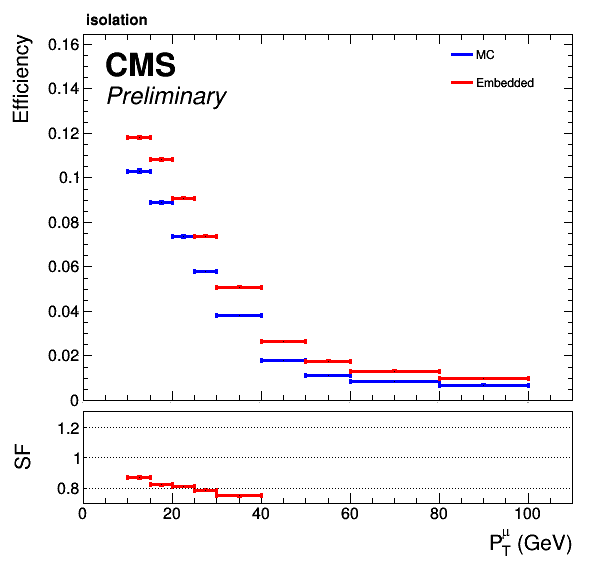 isolation
Efficiency
CMS
Preliminary
MC
Embedded
0.16
0.14
0.12
0.1
0.08
0.06
0.04
0.02
0
SF
1.2
1
0.8
0 20 40 60 80 100
P_T^μ (GeV)